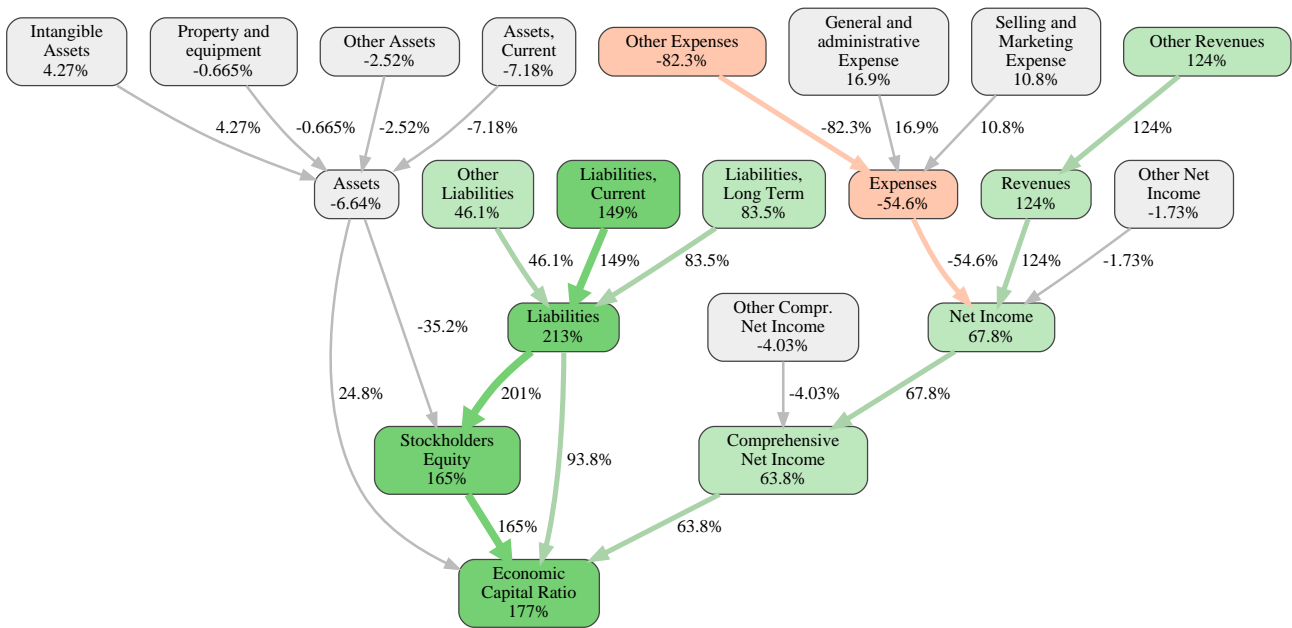 Intangible
Assets
4.27%
Property and
equipment
-0.665%
Other Assets
-2.52%
Assets,
Current
-7.18%
Other Expenses
-82.3%
General and
administrative
Expense
16.9%
Selling and
Marketing
Expense
10.8%
Other Revenues
124%
4.27%
-0.665%
-2.52%
-7.18%
-82.3%
16.9%
10.8%
124%
Assets
-6.64%
Other
Liabilities
46.1%
Liabilities,
Current
149%
Liabilities,
Long Term
83.5%
Expenses
-54.6%
Revenues
124%
Other Net
Income
-1.73%
46.1%
149%
83.5%
-54.6%
124%
-1.73%
-35.2%
Liabilities
213%
Other Compr.
Net Income
-4.03%
Net Income
67.8%
24.8%
201%
-4.03%
67.8%
Stockholders
Equity
165%
93.8%
Comprehensive
Net Income
63.8%
165%
63.8%
Economic
Capital Ratio
177%